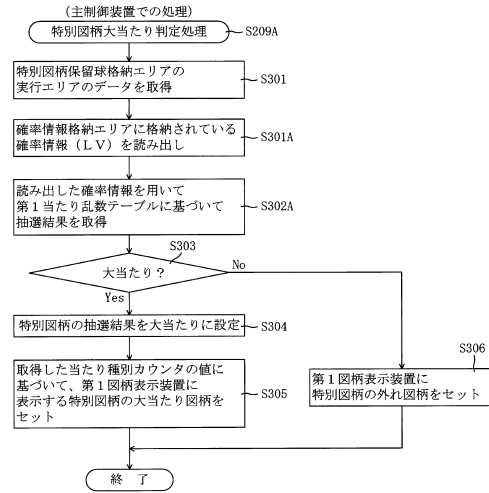 （主制御装置での処理）
特別図柄大当たり判定処理
S209A
特別図柄保留球格納エリアの
実行エリアのデータを取得
S301
確率情報格納エリアに格納されている
確率情報（ＬＶ）を読み出し
S301A
読み出した確率情報を用いて
第１当たり乱数テーブルに基づいて
抽選結果を取得
S302A
S303
大当たり？
No
Yes
特別図柄の抽選結果を大当たりに設定
S304
取得した当たり種別カウンタの値に
基づいて、第１図柄表示装置に
表示する特別図柄の大当たり図柄を
セット
S305
S306
第１図柄表示装置に
特別図柄の外れ図柄をセット
終 了